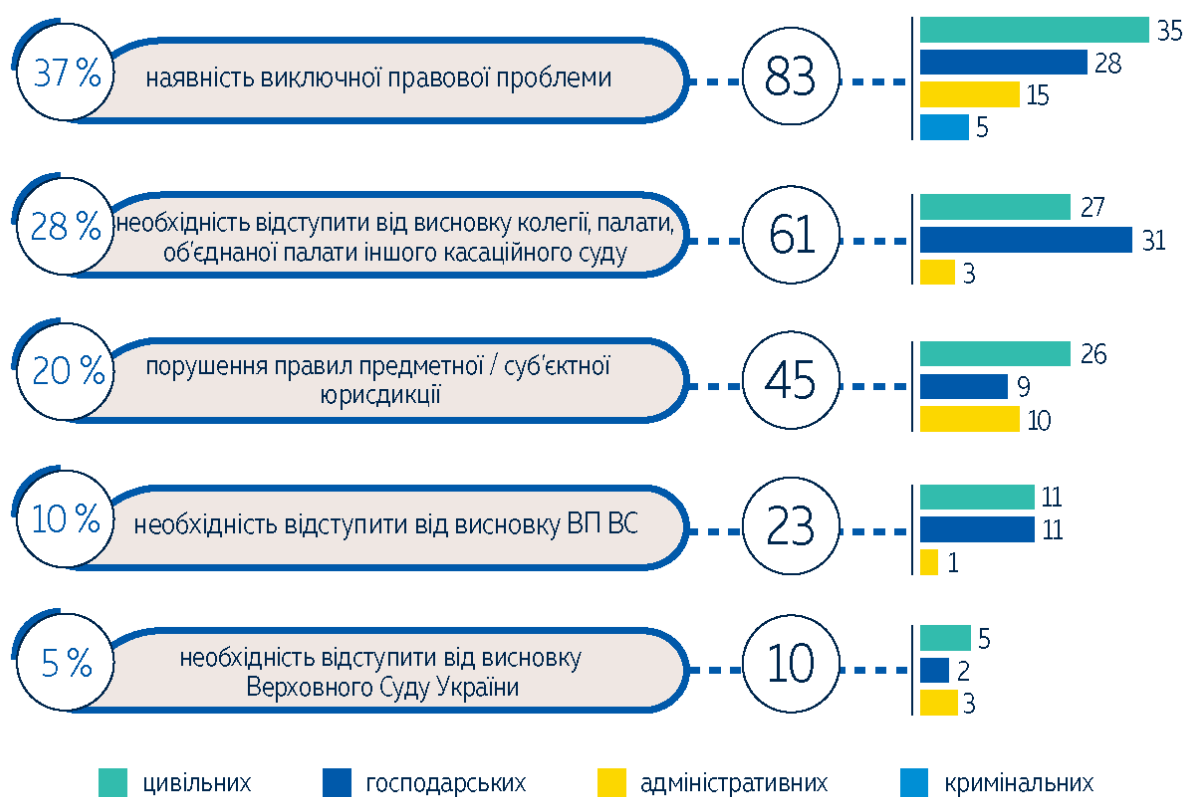 37 %
наявність виключної правової проблеми
83
35
28
15
5
28 %
необхідність відступити від висновку колегії, палати,
об'єднаної палати іншого касаційного суду
61
27
31
3
20 %
порушення правил предметної / суб'єктної
юрисдикції
45
26
9
10
10 %
необхідність відступити від висновку ВП ВС
23
11
11
1
5 %
необхідність відступити від висновку
Верховного Суду України
10
5
2
3
цивільних
господарських
адміністративних
кримінальних